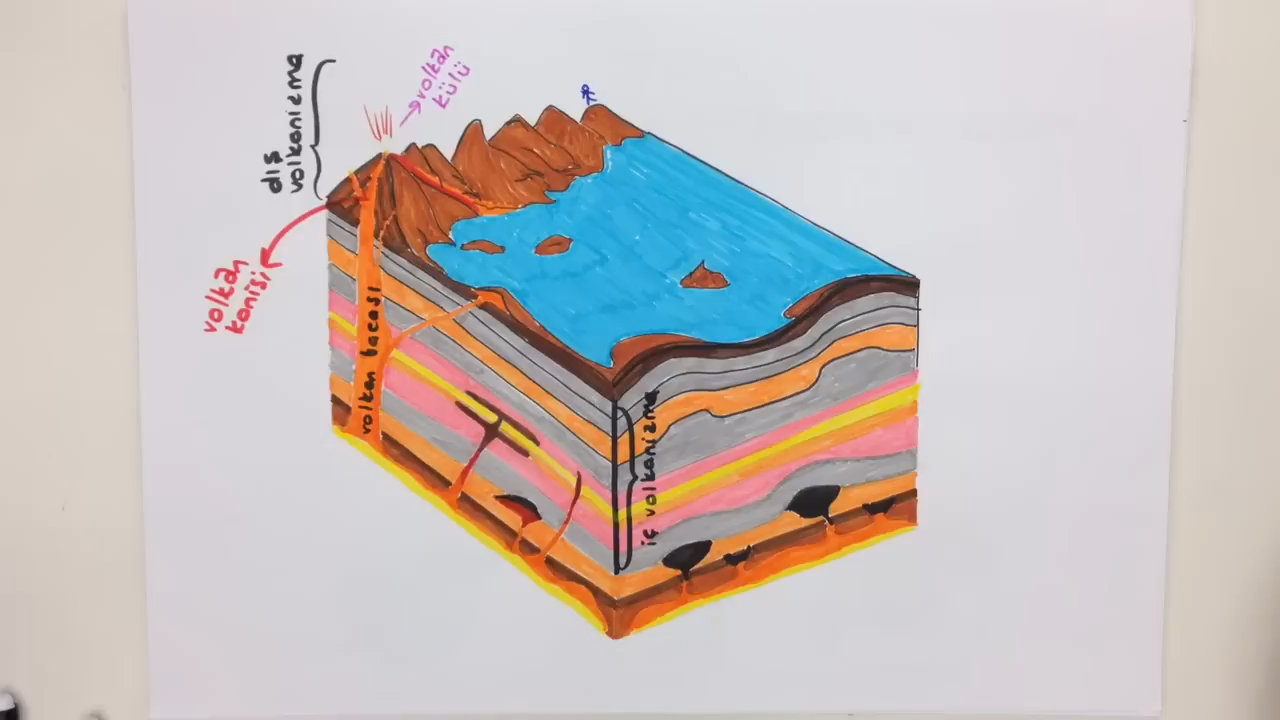 dış
volkanizma
volkan
külü
volkan
konisi
volkan bacası
iç volkanizma